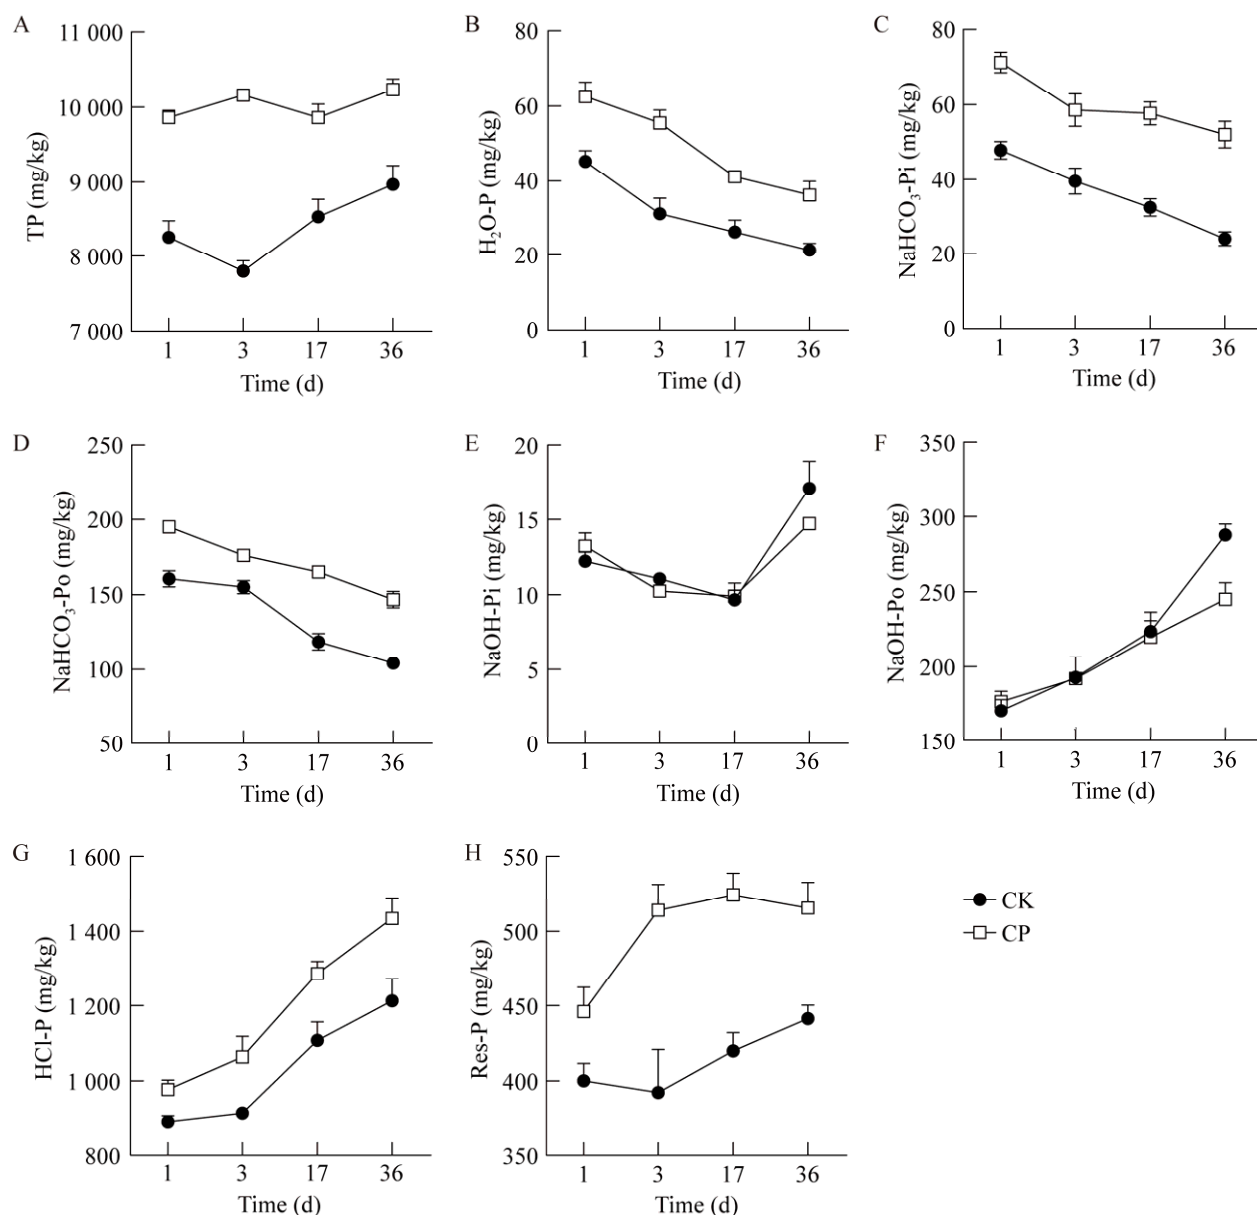 A
11 000
10 000
9 000
8 000
7 000
TP (mg/kg)
1 3 17 36
Time (d)
B
80
60
40
20
0
H₂O-P (mg/kg)
1 3 17 36
Time (d)
C
80
60
40
20
0
NaHCO₃-Pi (mg/kg)
1 3 17 36
Time (d)
D
250
200
150
100
50
NaHCO₃-Po (mg/kg)
1 3 17 36
Time (d)
E
20
15
10
5
0
NaOH-Pi (mg/kg)
1 3 17 36
Time (d)
F
350
300
250
200
150
NaOH-Po (mg/kg)
1 3 17 36
Time (d)
G
1 600
1 400
1 200
1 000
800
HCl-P (mg/kg)
1 3 17 36
Time (d)
H
550
500
450
400
350
Res-P (mg/kg)
1 3 17 36
Time (d)
CK
CP